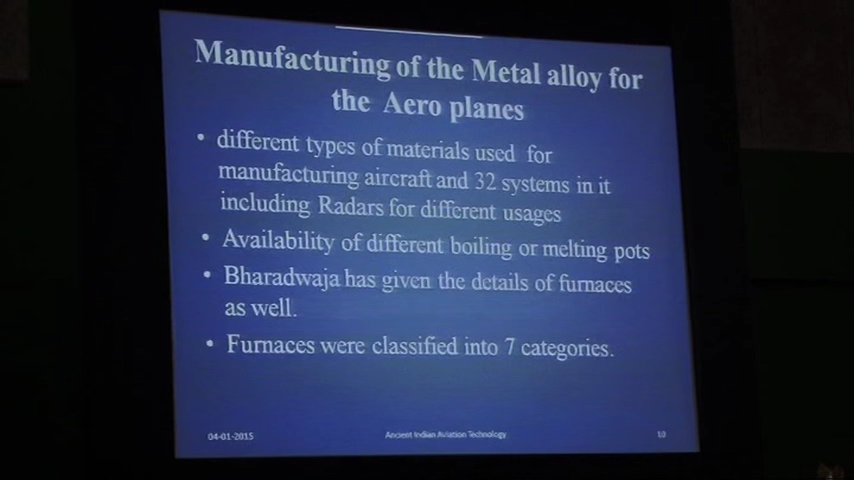 Manufacturing of the Metal alloy for
the Aero planes
• different types of materials used for
manufacturing aircraft and 32 systems in it
including Radars for different usages
• Availability of different boiling or melting pots
• Bharadwaja has given the details of furnaces
as well.
• Furnaces were classified into 7 categories.
04-01-2015 Ancient Indian Aviation Technology 10